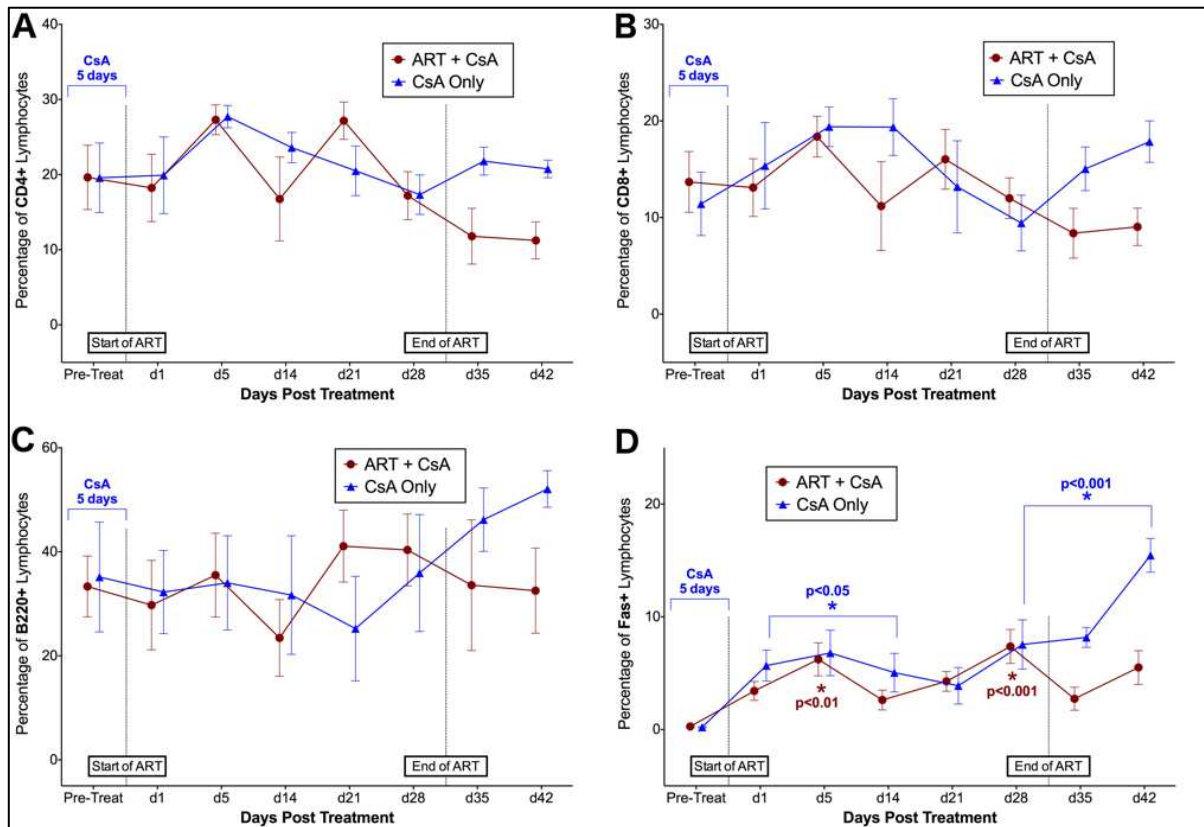 A
40
30
20
10
0
Percentage of CD4+ Lymphocytes
CsA
5 days
ART + CsA
CsA Only
Start of ART
End of ART
Pre-Treat d1 d5 d14 d21 d28 d35 d42
Days Post Treatment
B
30
20
10
0
Percentage of CD8+ Lymphocytes
CsA
5 days
ART + CsA
CsA Only
Start of ART
End of ART
Pre-Treat d1 d5 d14 d21 d28 d35 d42
Days Post Treatment
C
60
40
20
0
Percentage of B220+ Lymphocytes
CsA
5 days
ART + CsA
CsA Only
Start of ART
End of ART
Pre-Treat d1 d5 d14 d21 d28 d35 d42
Days Post Treatment
D
20
10
0
Percentage of Fas+ Lymphocytes
CsA
5 days
ART + CsA
CsA Only
p<0.001
*
p<0.05
*
*
p<0.01
*
p<0.001
Start of ART
End of ART
Pre-Treat d1 d5 d14 d21 d28 d35 d42
Days Post Treatment